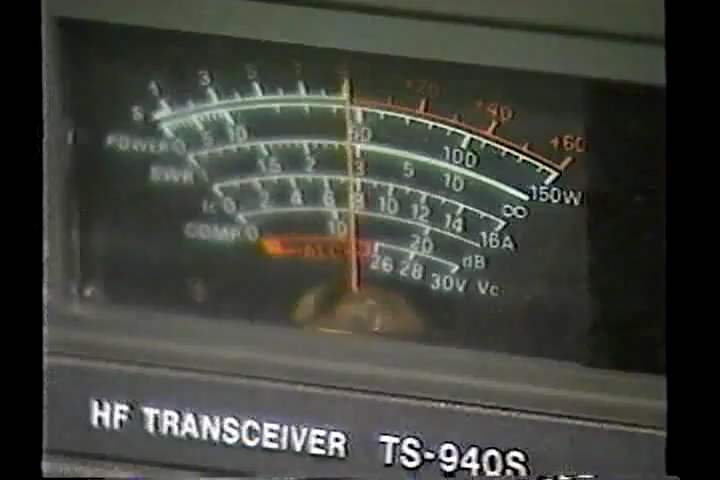 S 1 3 5 7 9 +20 +40 +60
POWER 0 5 10 50 100 150W
SWR 1 1.5 2 3 5 10 ∞
Ic 0 2 4 6 8 10 12 14 16A
COMP 0 10 20 dB
ALC 26 28 30V Vc
HF TRANSCEIVER TS-940S